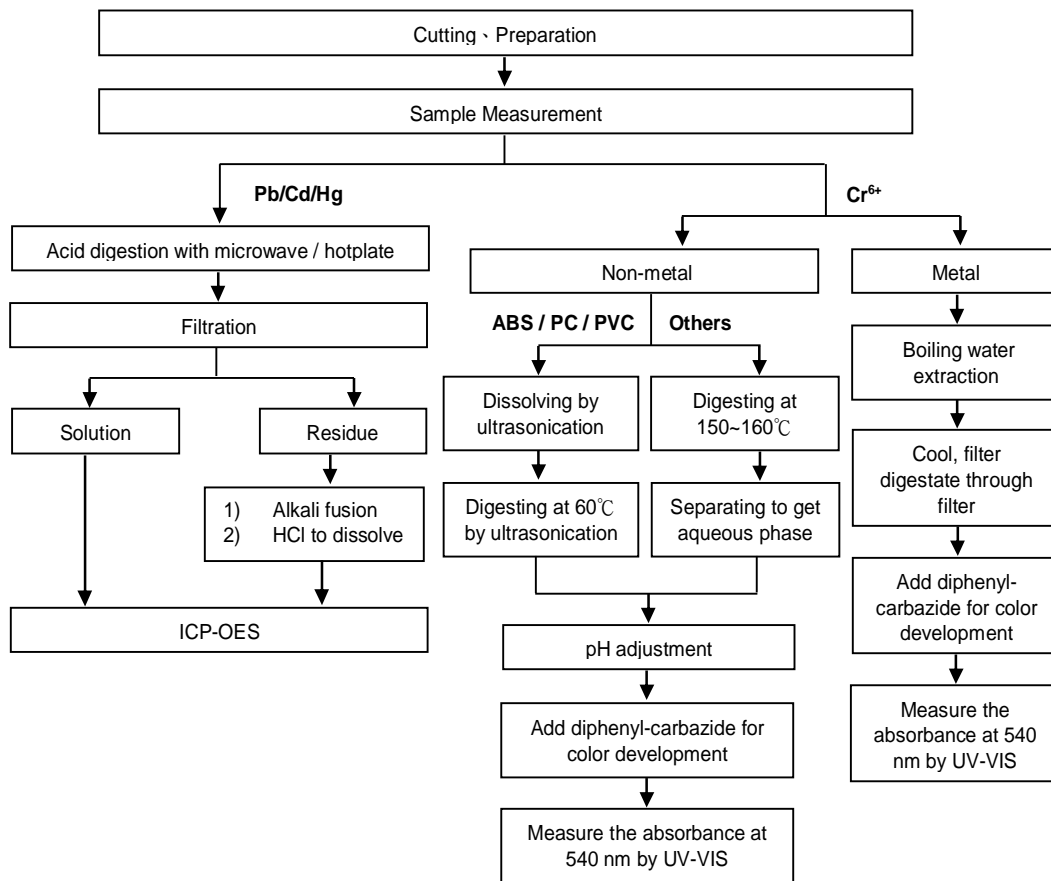 Cutting、Preparation
Sample Measurement
Pb/Cd/Hg
Cr⁶⁺
Acid digestion with microwave / hotplate
Non-metal
Metal
Filtration
ABS / PC / PVC
Others
Boiling water
extraction
Solution
Residue
Dissolving by
ultrasonication
Digesting at
150~160℃
Cool, filter
digestate through
filter
1) Alkali fusion
2) HCl to dissolve
Digesting at 60℃
by ultrasonication
Separating to get
aqueous phase
Add diphenyl-
carbazide for color
development
ICP-OES
pH adjustment
Measure the
absorbance at 540
nm by UV-VIS
Add diphenyl-carbazide for
color development
Measure the absorbance at
540 nm by UV-VIS